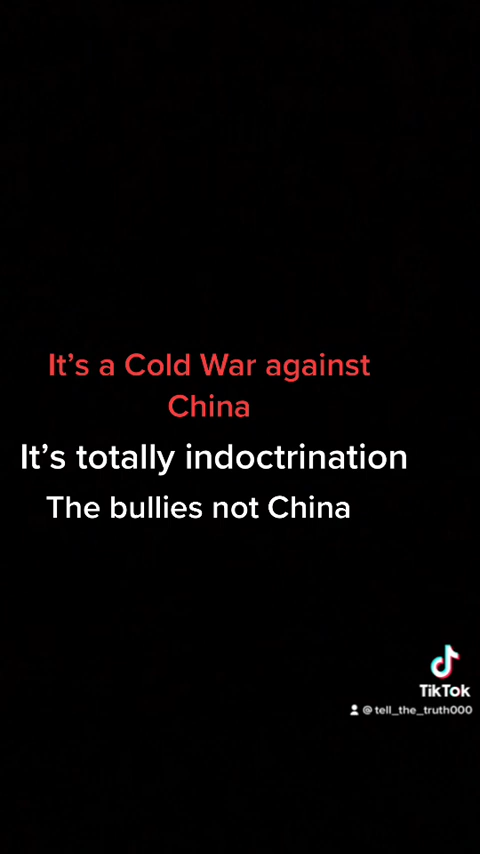 It's a Cold War against
China
It's totally indoctrination
The bullies not China
TikTok
@tell_the_truth000